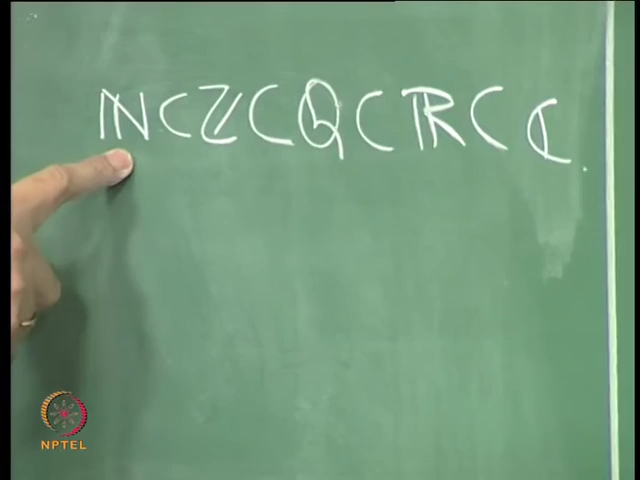 ℕ ⊂ ℤ ⊂ ℚ ⊂ ℝ ⊂ ℂ.
NPTEL